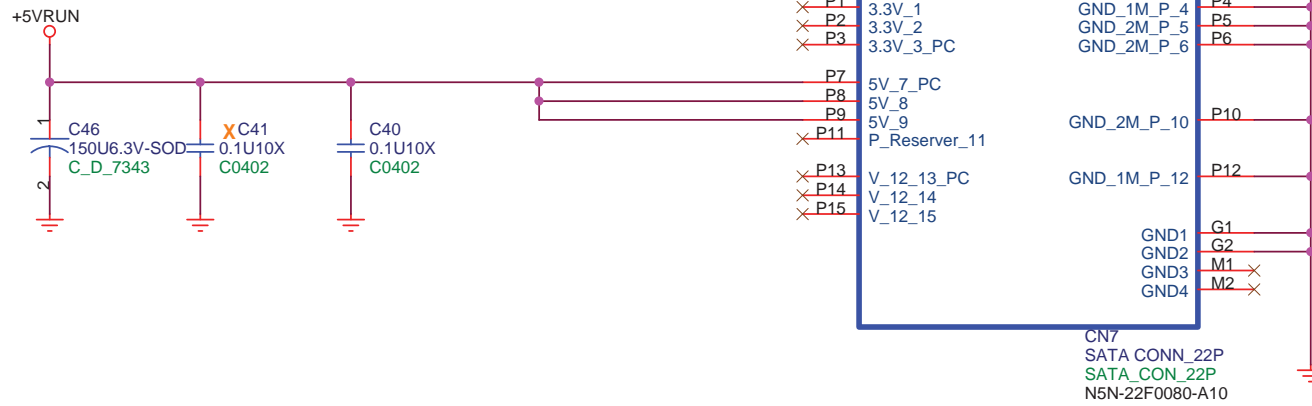 +5VRUN
1
C46
150U6.3V-SOD
C_D_7343
2
X C41
0.1U10X
C0402
C40
0.1U10X
C0402
P1 3.3V_1 GND_1M_P_4 P4
P2 3.3V_2 GND_2M_P_5 P5
P3 3.3V_3_PC GND_2M_P_6 P6
P7 5V_7_PC
P8 5V_8
P9 5V_9 GND_2M_P_10 P10
P11 P_Reserver_11
P13 V_12_13_PC GND_1M_P_12 P12
P14 V_12_14
P15 V_12_15
GND1 G1
GND2 G2
GND3 M1
GND4 M2
CN7
SATA CONN_22P
SATA_CON_22P
N5N-22F0080-A10